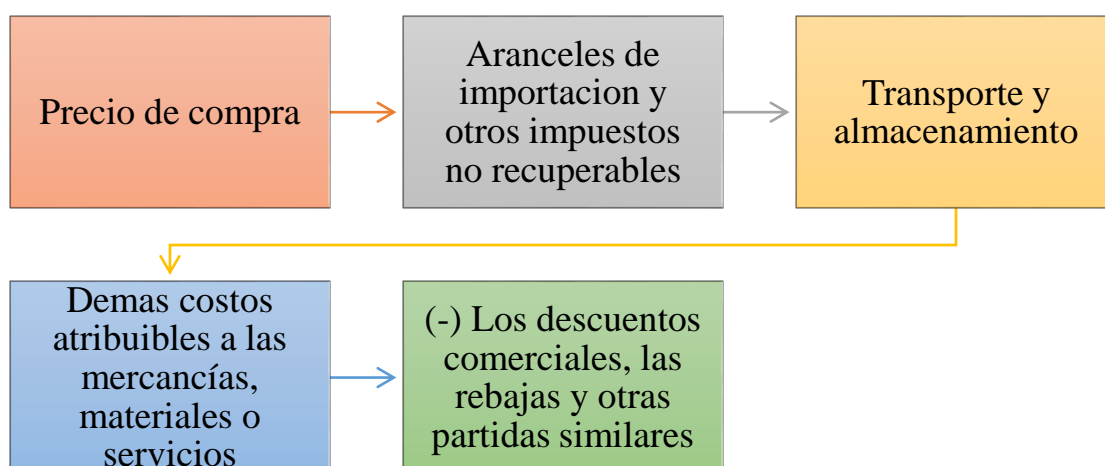 Precio de compra
Aranceles de
importacion y
otros impuestos
no recuperables
Transporte y
almacenamiento
Demas costos
atribuibles a las
mercancías,
materiales o
servicios
(-) Los descuentos
comerciales, las
rebajas y otras
partidas similares